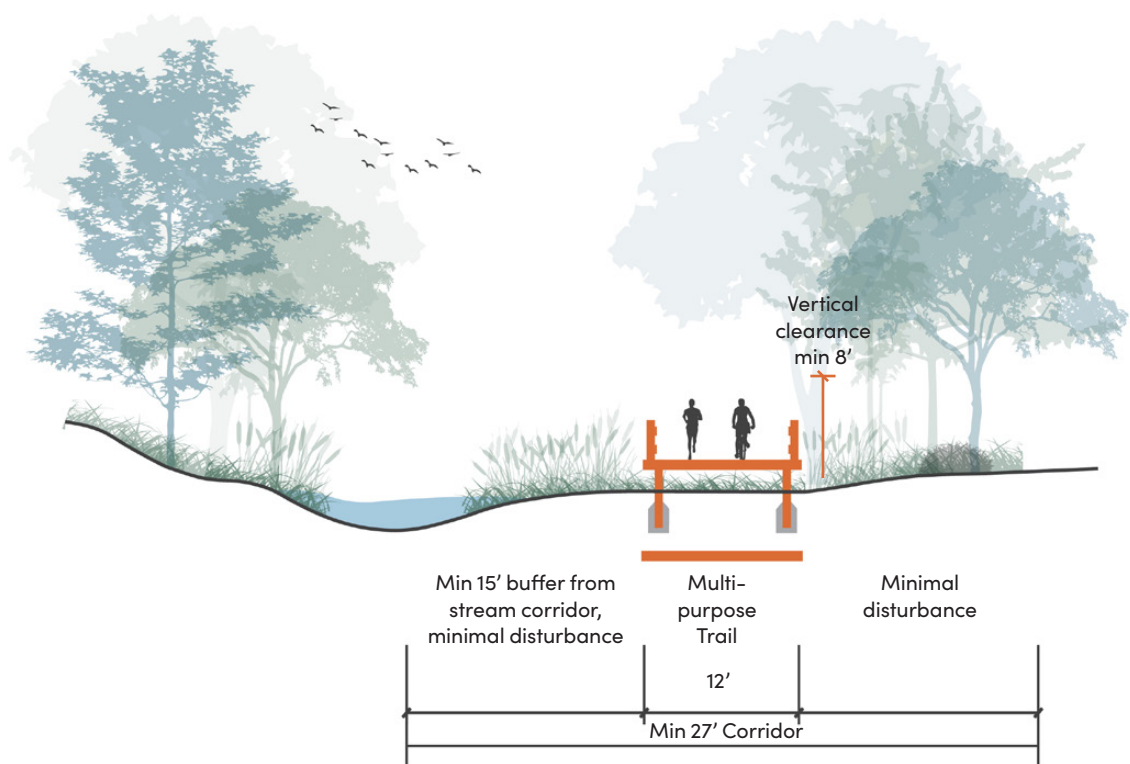 Vertical
clearance
min 8’
Min 15’ buffer from
stream corridor,
minimal disturbance
Multi-
purpose
Trail
Minimal
disturbance
12’
Min 27’ Corridor